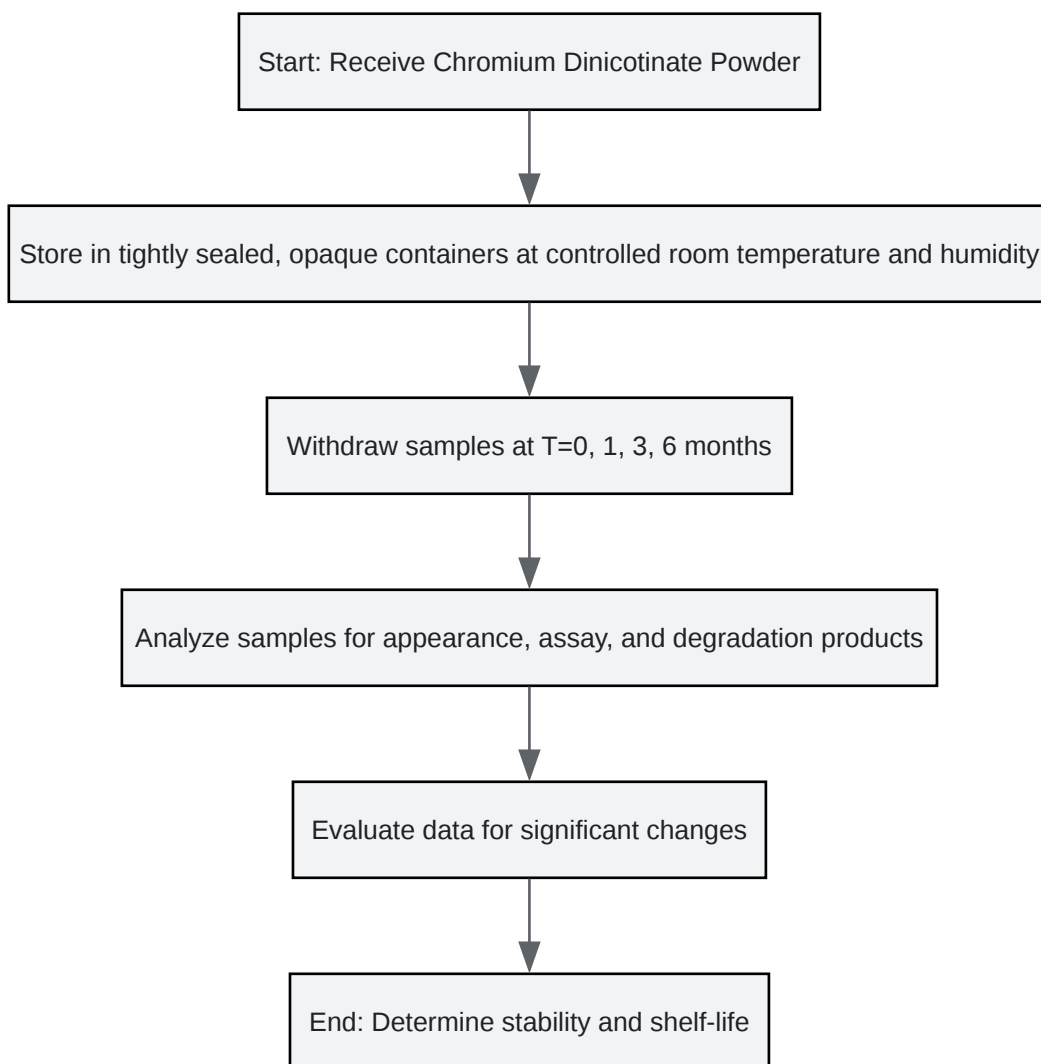 Start: Receive Chromium Dinicotinate Powder
Store in tightly sealed, opaque containers at controlled room temperature and humidity
Withdraw samples at T=0, 1, 3, 6 months
Analyze samples for appearance, assay, and degradation products
Evaluate data for significant changes
End: Determine stability and shelf-life